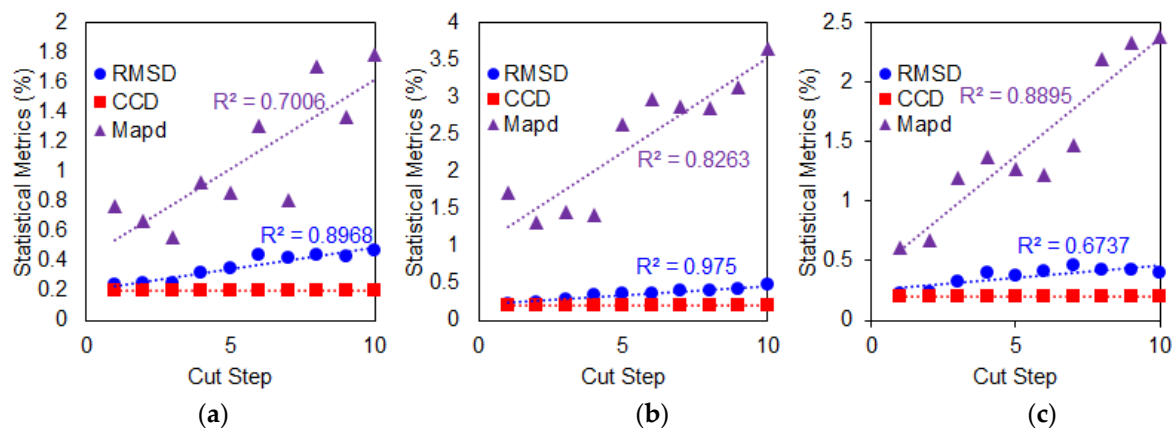 Statistical Metrics (%)
2
1.8
1.6
1.4
1.2
1
0.8
0.6
0.4
0.2
0
RMSD
CCD
Mapd
R² = 0.7006
R² = 0.8968
0
5
10
Cut Step
(a)
Statistical Metrics (%)
4
3.5
3
2.5
2
1.5
1
0.5
0
RMSD
CCD
Mapd
R² = 0.8263
R² = 0.975
0
5
10
Cut Step
(b)
Statistical Metrics (%)
2.5
2
1.5
1
0.5
0
RMSD
CCD
Mapd
R² = 0.8895
R² = 0.6737
0
5
10
Cut Step
(c)